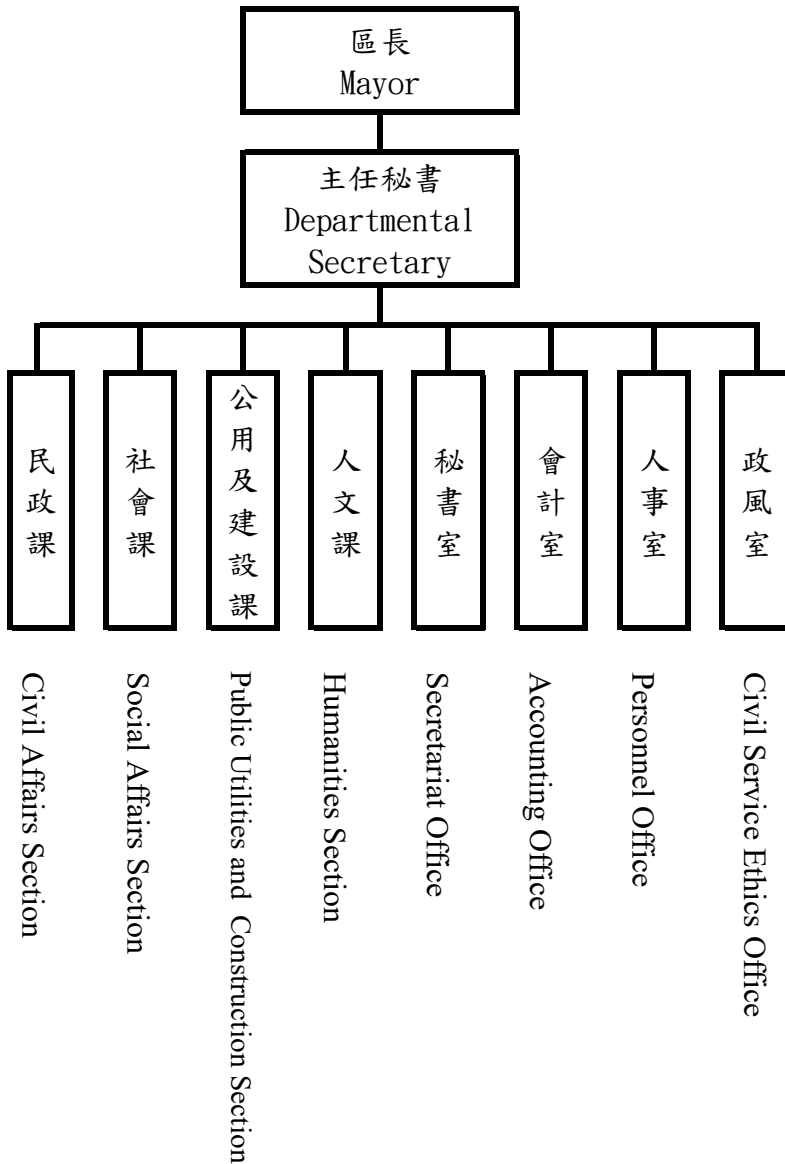 區長
Mayor
主任秘書
Departmental
Secretary
民政課
社會課
公用及建設課
人文課
秘書室
會計室
人事室
政風室
Civil Affairs Section
Social Affairs Section
Public Utilities and Construction Section
Humanities Section
Secretariat Office
Accounting Office
Personnel Office
Civil Service Ethics Office